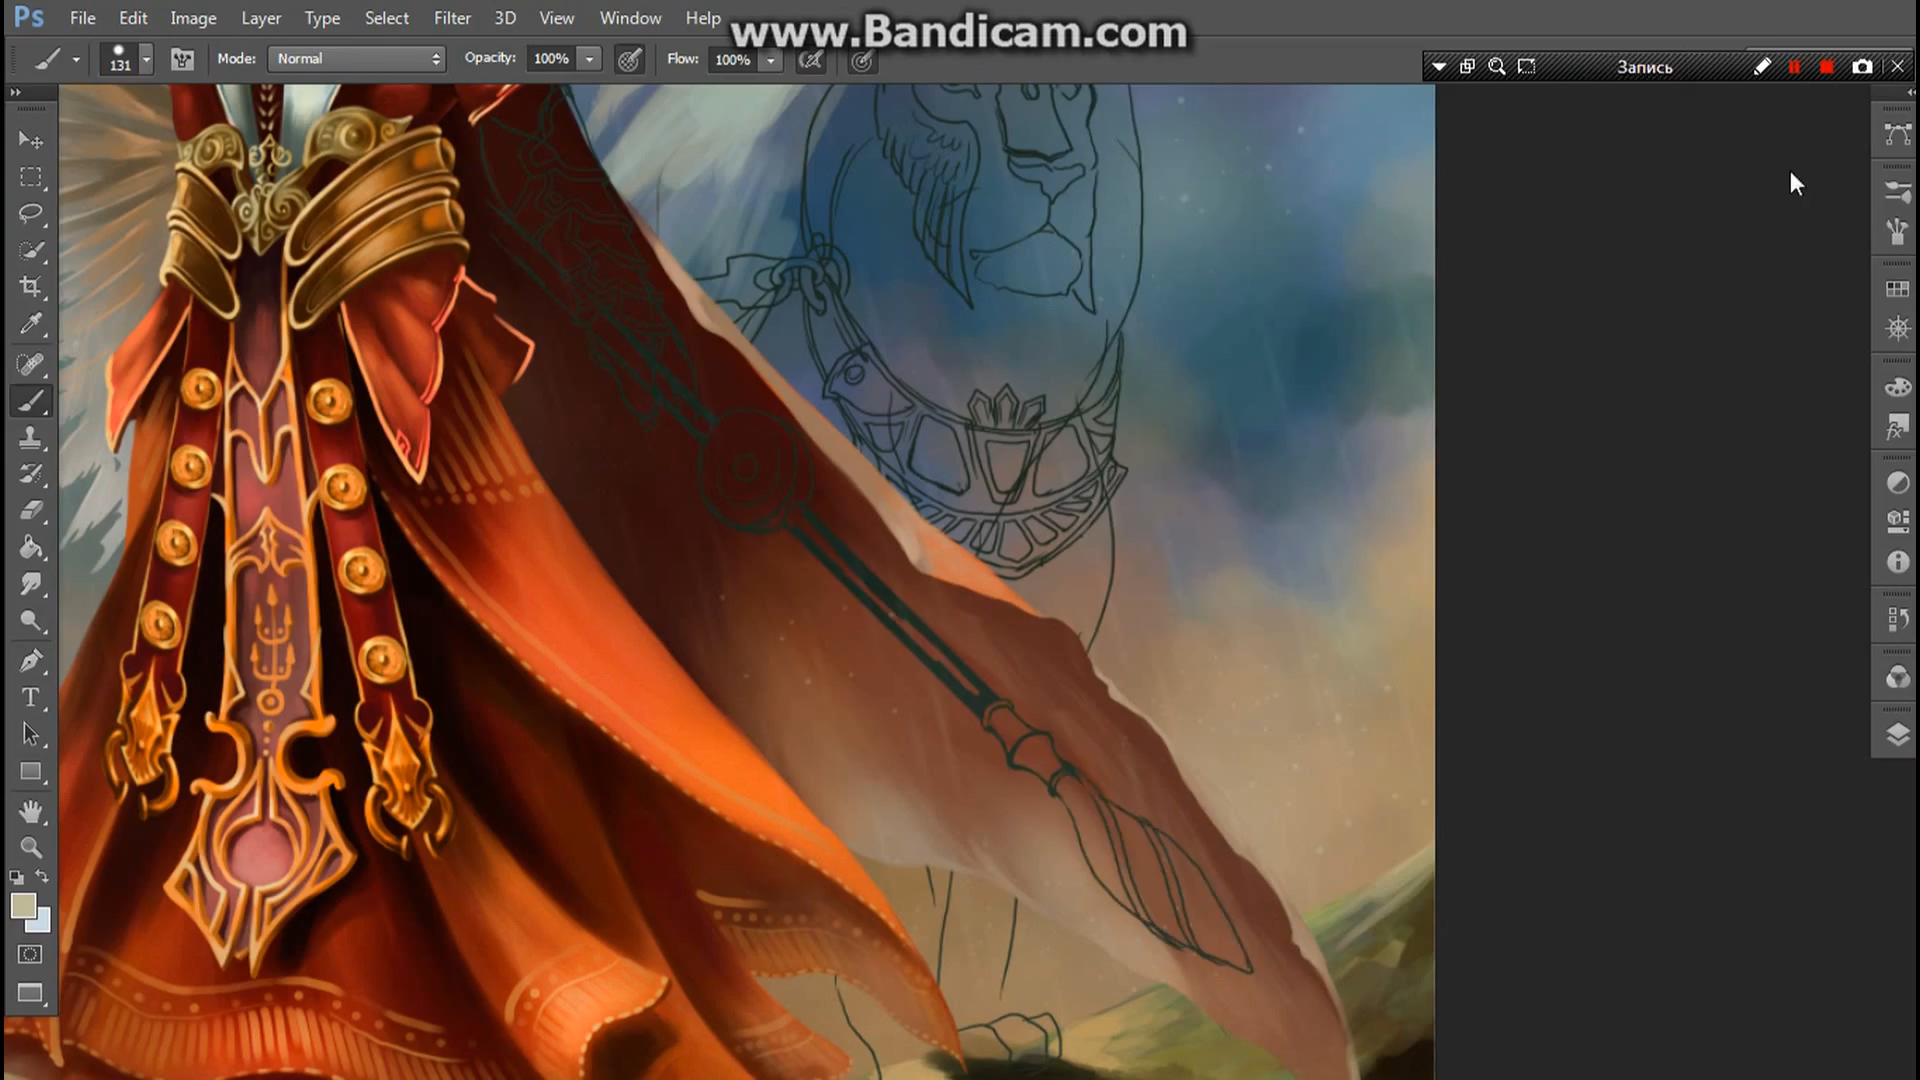 Ps File Edit Image Layer Type Select Filter 3D View Window Help
www.Bandicam.com
131 Mode: Normal Opacity: 100% Flow: 100%
Запись